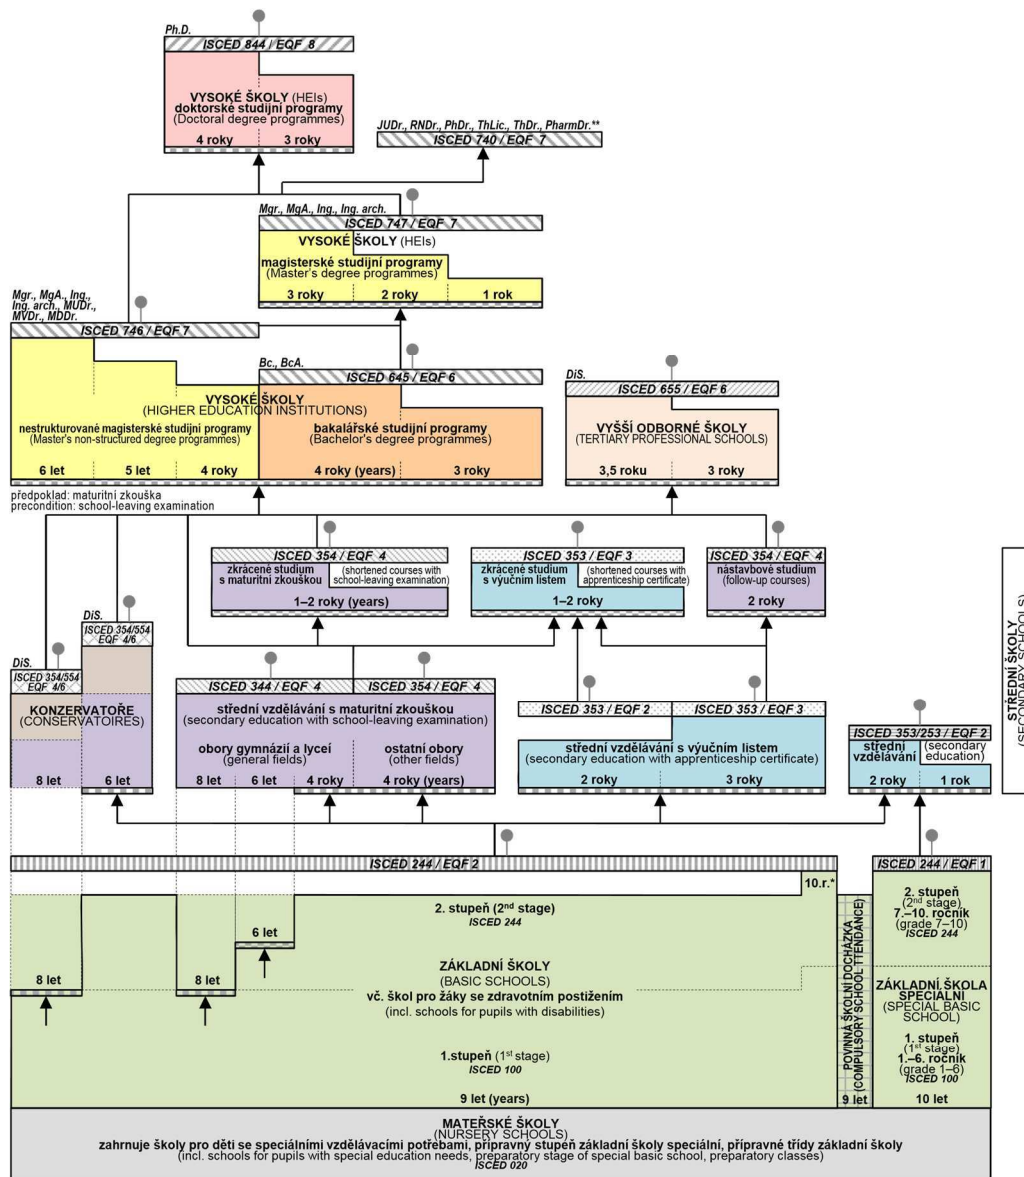 Ph.D.
ISCED 844 / EQF 8
VYSOKÉ ŠKOLY (HEIs)
doktorské studijní programy
(Doctoral degree programmes)
4 roky 3 roky
JUDr., RNDr., PhDr., ThLic., ThDr., PharmDr.**
ISCED 740 / EQF 7
Mgr., MgA., Ing., Ing. arch.
ISCED 747 / EQF 7
VYSOKÉ ŠKOLY (HEIs)
magisterské studijní programy
(Master's degree programmes)
3 roky 2 roky 1 rok
Mgr., MgA., Ing.,
Ing. arch., MUDr.,
MVDr., MDDr.
ISCED 746 / EQF 7
Bc., BcA.
ISCED 645 / EQF 6
VYSOKÉ ŠKOLY
(HIGHER EDUCATION INSTITUTIONS)
nestrukturované magisterské studijní programy
(Master's non-structured degree programmes)
6 let 5 let 4 roky
bakalářské studijní programy
(Bachelor's degree programmes)
4 roky (years) 3 roky
DiS.
ISCED 655 / EQF 6
VYŠŠÍ ODBORNÉ ŠKOLY
(TERTIARY PROFESSIONAL SCHOOLS)
3,5 roku 3 roky
předpoklad: maturitní zkouška
precondition: school-leaving examination
ISCED 354 / EQF 4
zkrácené studium
s maturitní zkouškou
(shortened courses with
school-leaving examination)
1–2 roky (years)
ISCED 353 / EQF 3
zkrácené studium
s výučním listem
(shortened courses with
apprenticeship certificate)
1–2 roky
ISCED 354 / EQF 4
nástavbové studium
(follow-up courses)
2 roky
STŘEDNÍ ŠKOLY
(SECONDARY SCHOOLS)
DiS.
ISCED 354/554
EQF 4/6
DiS.
ISCED 354/554
EQF 4/6
KONZERVATOŘE
(CONSERVATOIRES)
8 let 6 let
ISCED 344 / EQF 4
ISCED 354 / EQF 4
střední vzdělávání s maturitní zkouškou
(secondary education with school-leaving examination)
obory gymnázií a lyceí
(general fields)
8 let 6 let 4 roky
ostatní obory
(other fields)
4 roky (years)
ISCED 353 / EQF 2
ISCED 353 / EQF 3
střední vzdělávání s výučním listem
(secondary education with apprenticeship certificate)
2 roky 3 roky
ISCED 353/253 / EQF 2
střední
vzdělávání
(secondary
education)
2 roky 1 rok
ISCED 244 / EQF 2
10.r.*
2. stupeň (2nd stage)
ISCED 244
6 let
8 let
8 let
ZÁKLADNÍ ŠKOLY
(BASIC SCHOOLS)
vč. škol pro žáky se zdravotním postižením
(incl. schools for pupils with disabilities)
1.stupeň (1st stage)
ISCED 100
9 let (years)
POVINNÁ ŠKOLNÍ DOCHÁZKA
(COMPULSORY SCHOOL TTENDANCE)
9 let
ISCED 244 / EQF 1
2. stupeň
(2nd stage)
7.–10. ročník
(grade 7–10)
ISCED 244
ZÁKLADNÍ ŠKOLA
SPECIÁLNÍ
(SPECIAL BASIC
SCHOOL)
1. stupeň
(1st stage)
1.–6. ročník
(grade 1–6)
ISCED 100
10 let
MATEŘSKÉ ŠKOLY
(NURSERY SCHOOLS)
zahrnuje školy pro děti se speciálními vzdělávacími potřebami, přípravný stupeň základní školy speciální, přípravné třídy základní školy
(incl. schools for pupils with special education needs, preparatory stage of special basic school, preparatory classes)
ISCED 020